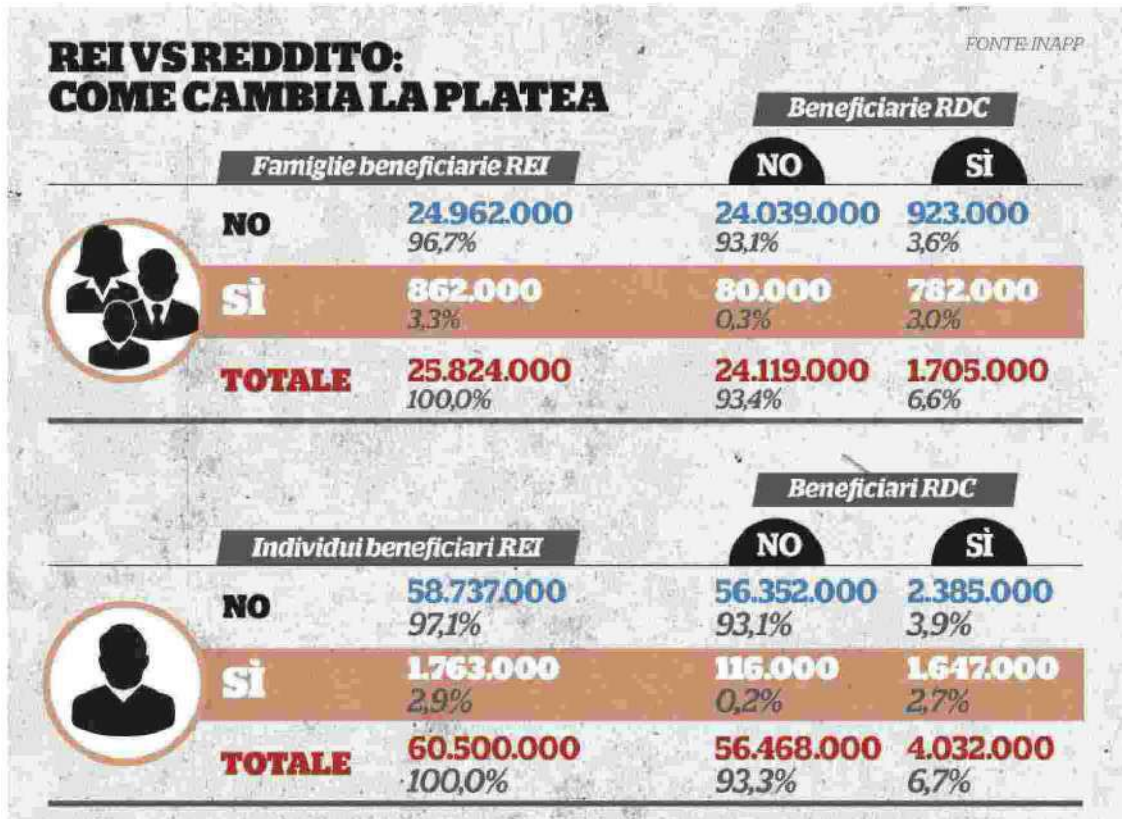 REI VS REDDITO:
COME CAMBIA LA PLATEA
FONTE: INAPP
Beneficiarie RDC
Famiglie beneficiarie REI NO SÌ
NO 24.962.000 24.039.000 923.000
96,7% 93,1% 3,6%
SÌ 862.000 80.000 782.000
3,3% 0,3% 3,0%
TOTALE 25.824.000 24.119.000 1.705.000
100,0% 93,4% 6,6%
Beneficiari RDC
Individui beneficiari REI NO SÌ
NO 58.737.000 56.352.000 2.385.000
97,1% 93,1% 3,9%
SÌ 1.763.000 116.000 1.647.000
2,9% 0,2% 2,7%
TOTALE 60.500.000 56.468.000 4.032.000
100,0% 93,3% 6,7%